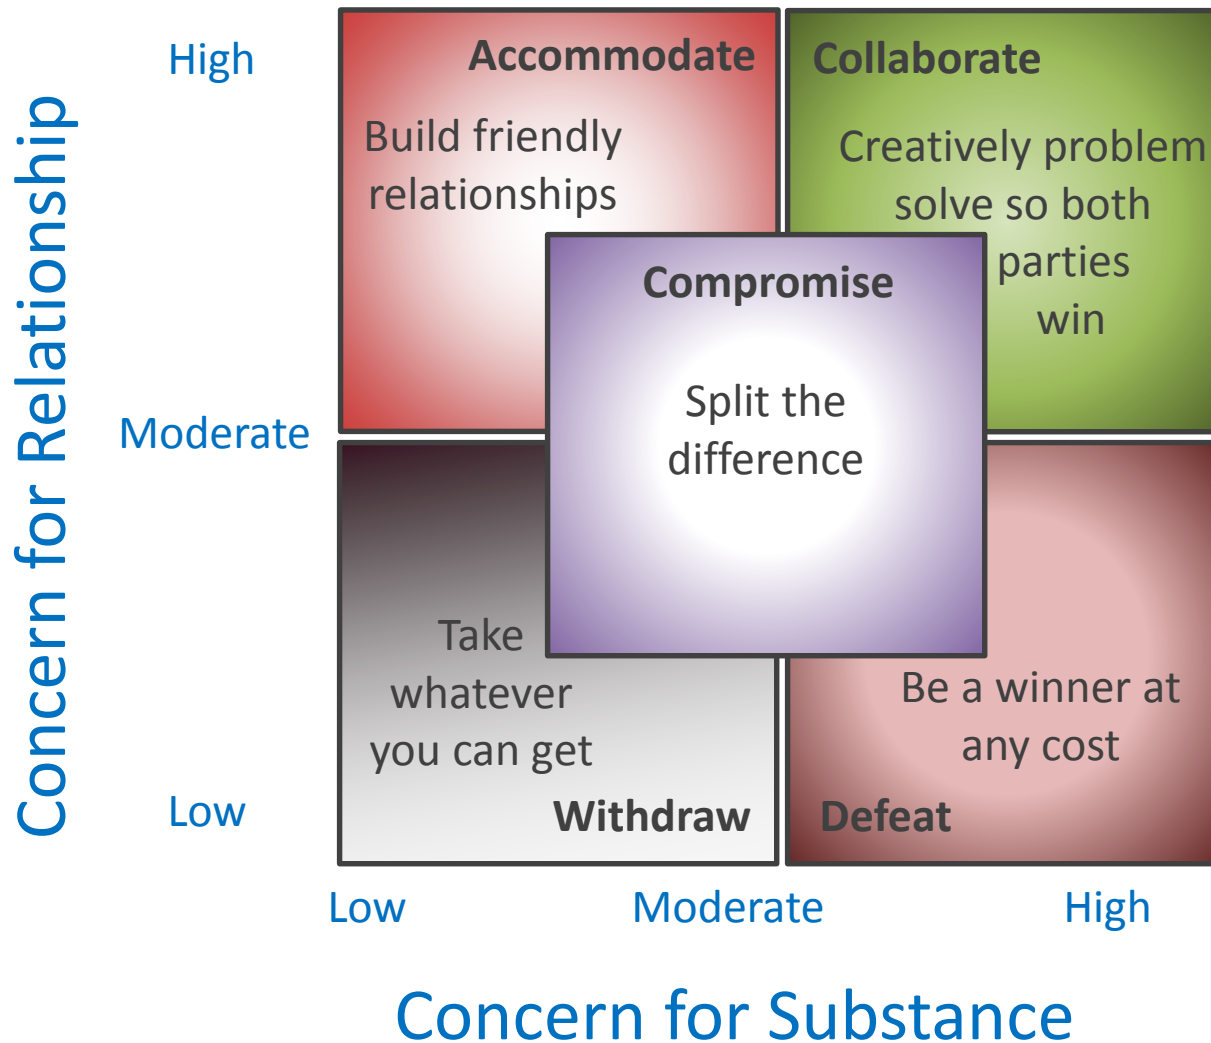 Concern for Relationship
High
Moderate
Low
Accommodate
Build friendly
relationships
Collaborate
Creatively problem
solve so both
parties
win
Compromise
Split the
difference
Take
whatever
you can get
Withdraw
Be a winner at
any cost
Defeat
Low
Moderate
High
Concern for Substance